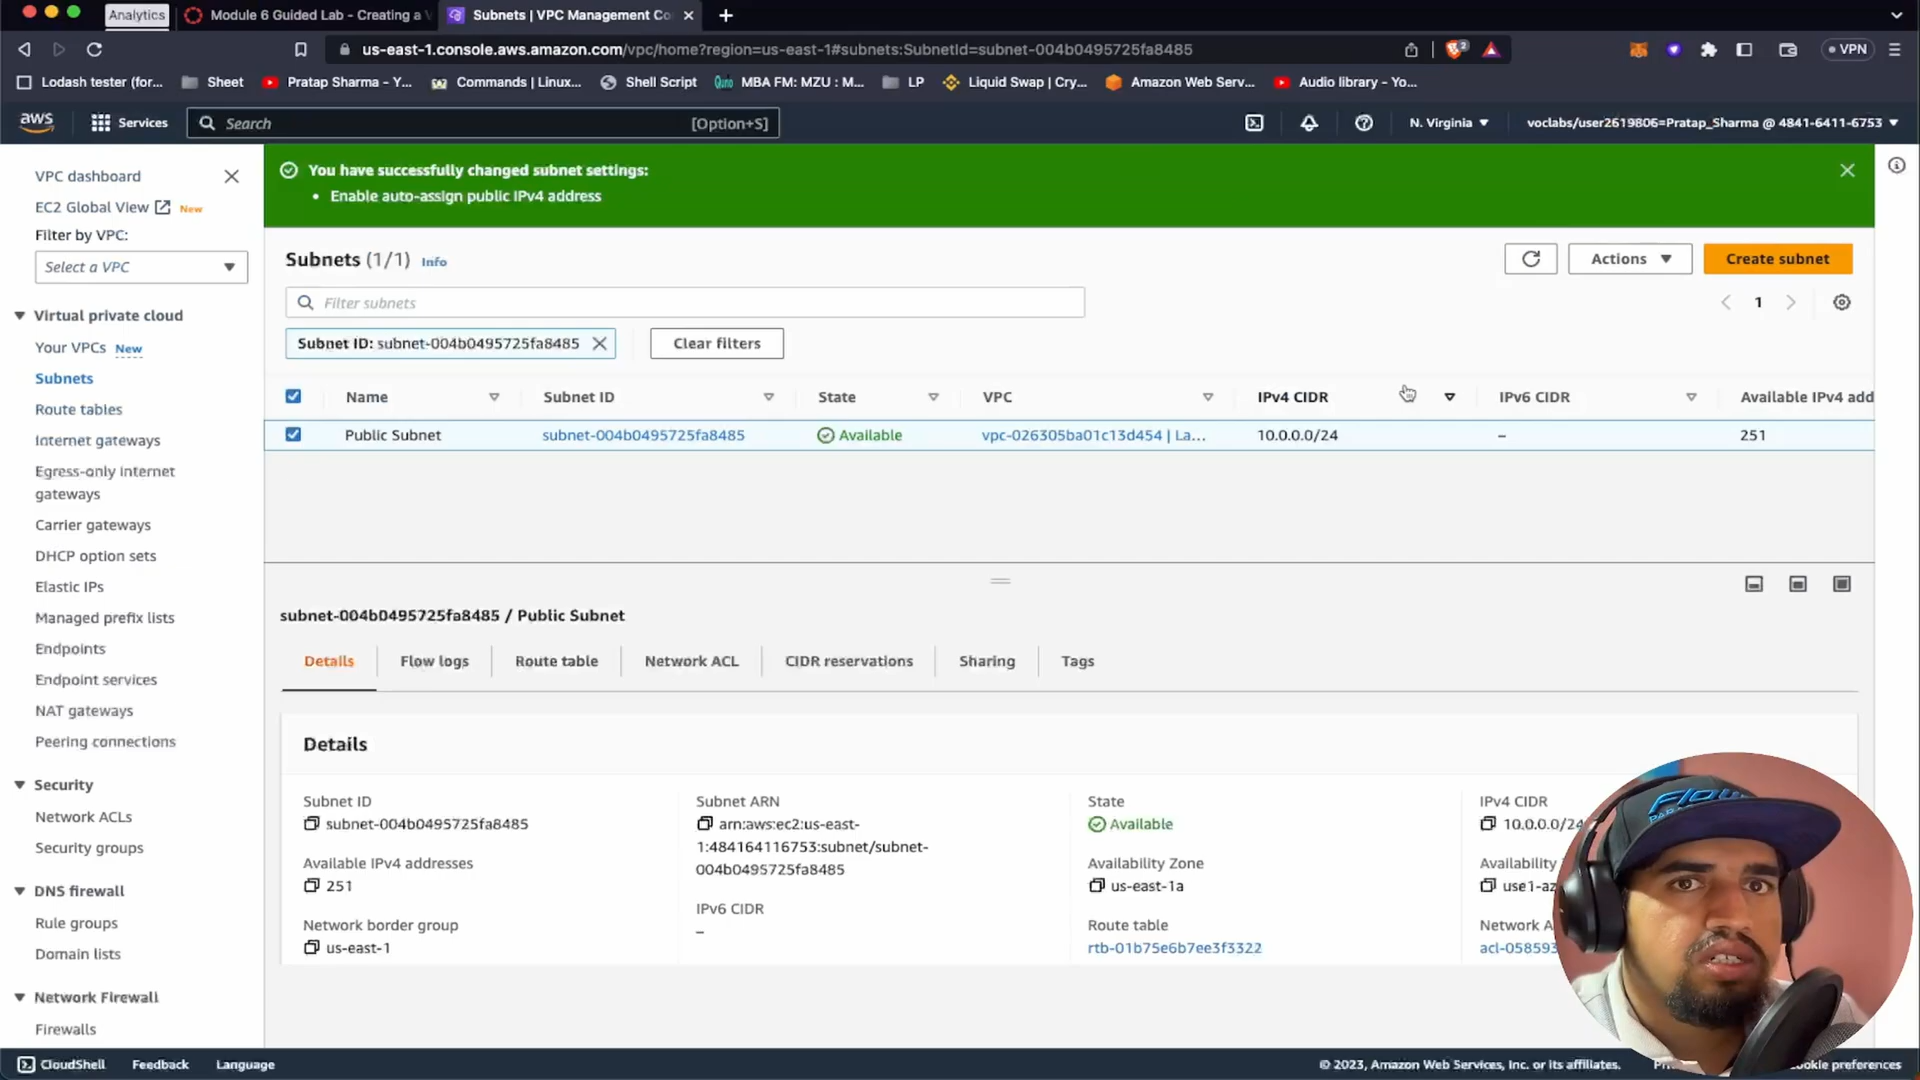 Analytics
Module 6 Guided Lab - Creating a V
Subnets | VPC Management Co
us-east-1.console.aws.amazon.com/vpc/home?region=us-east-1#subnets:SubnetId=subnet-004b0495725fa8485
2
VPN
Lodash tester (for...
Sheet
Pratap Sharma - Y...
Commands | Linux...
Shell Script
MBA FM: MZU : M...
LP
Liquid Swap | Cry...
Amazon Web Serv...
Audio library - Yo...
aws
Services
Search
[Option+S]
N. Virginia
voclabs/user2619806=Pratap_Sharma @ 4841-6411-6753
VPC dashboard
EC2 Global View New
Filter by VPC:
Select a VPC
Virtual private cloud
Your VPCs New
Subnets
Route tables
Internet gateways
Egress-only internet
gateways
Carrier gateways
DHCP option sets
Elastic IPs
Managed prefix lists
Endpoints
Endpoint services
NAT gateways
Peering connections
Security
Network ACLs
Security groups
DNS firewall
Rule groups
Domain lists
Network Firewall
Firewalls
You have successfully changed subnet settings:
• Enable auto-assign public IPv4 address
Subnets (1/1) Info
Actions
Create subnet
Filter subnets
1
Subnet ID: subnet-004b0495725fa8485
Clear filters
Name Subnet ID State VPC IPv4 CIDR IPv6 CIDR Available IPv4 add
Public Subnet subnet-004b0495725fa8485 Available vpc-026305ba01c13d454 | La... 10.0.0.0/24 – 251
subnet-004b0495725fa8485 / Public Subnet
Details
Flow logs
Route table
Network ACL
CIDR reservations
Sharing
Tags
Details
Subnet ID
subnet-004b0495725fa8485
Available IPv4 addresses
251
Network border group
us-east-1
Subnet ARN
arn:aws:ec2:us-east-
1:484164116753:subnet/subnet-
004b0495725fa8485
IPv6 CIDR
–
State
Available
Availability Zone
us-east-1a
Route table
rtb-01b75e6b7ee3f3322
IPv4 CIDR
10.0.0.0/24
Availability
use1-az
Network A
acl-058593
CloudShell
Feedback
Language
© 2023, Amazon Web Services, Inc. or its affiliates.
ookie preferences